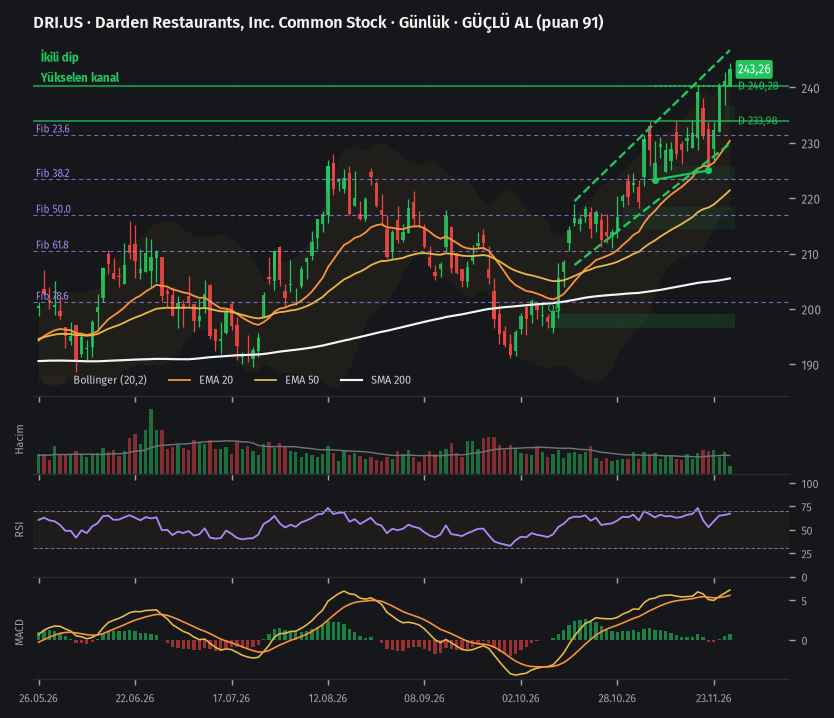 DRI.US · Darden Restaurants, Inc. Common Stock · Günlük · GÜÇLÜ AL (puan 91)
İkili dip
Yükselen kanal
243,26
D 240,28
240
D 233,98
Fib 23.6
230
Fib 38.2
220
Fib 50.0
Fib 61.8
210
Fib 78.6
200
190
Bollinger (20,2) EMA 20 EMA 50 SMA 200
Hacim
RSI
100
75
50
25
0
MACD
5
0
26.05.26 22.06.26 17.07.26 12.08.26 08.09.26 02.10.26 28.10.26 23.11.26